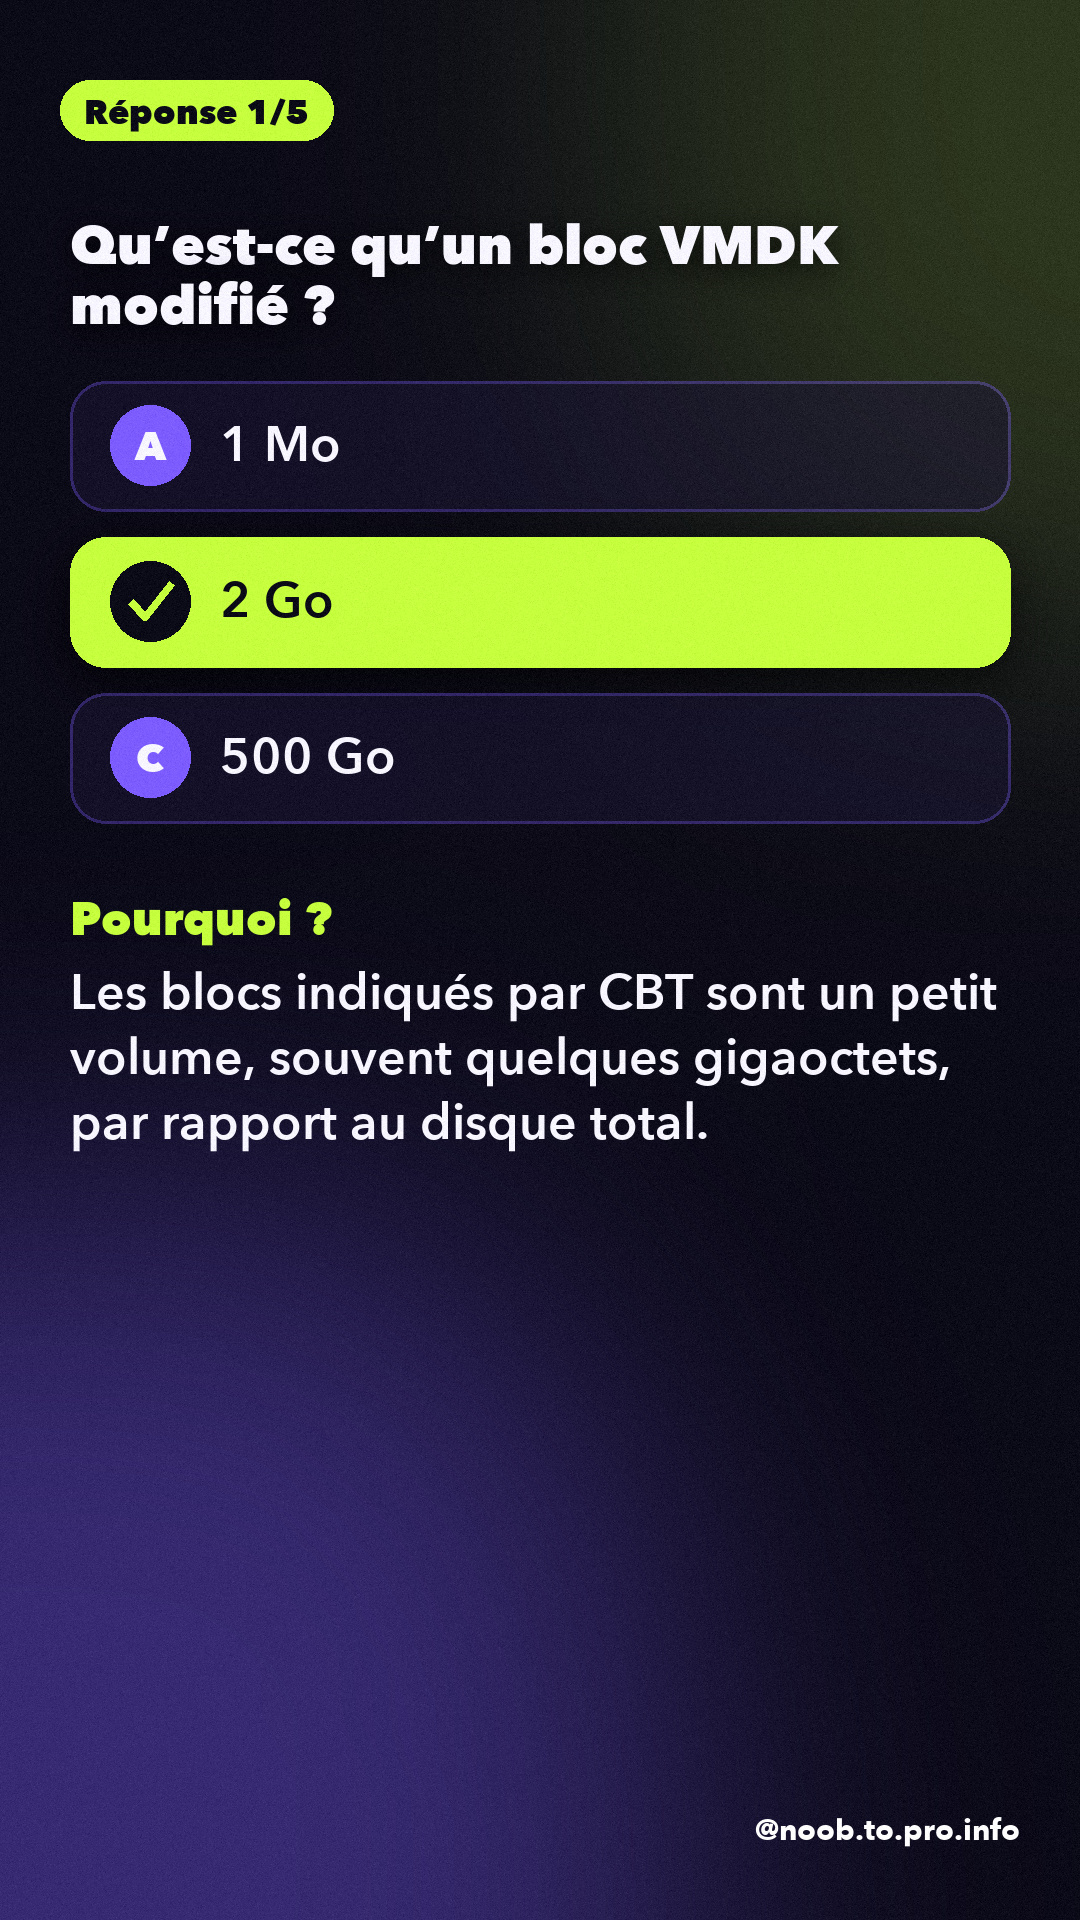 Réponse 1/5
Qu’est-ce qu’un bloc VMDK
modifié ?
A 1 Mo
2 Go
C 500 Go
Pourquoi ?
Les blocs indiqués par CBT sont un petit
volume, souvent quelques gigaoctets,
par rapport au disque total.
@noob.to.pro.info